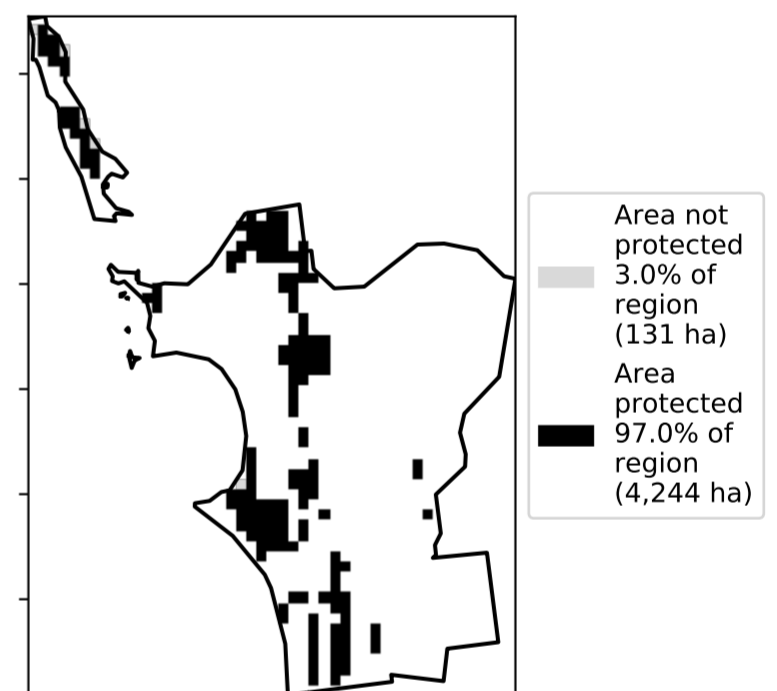 Area not
protected
3.0% of
region
(131 ha)
Area
protected
97.0% of
region
(4,244 ha)